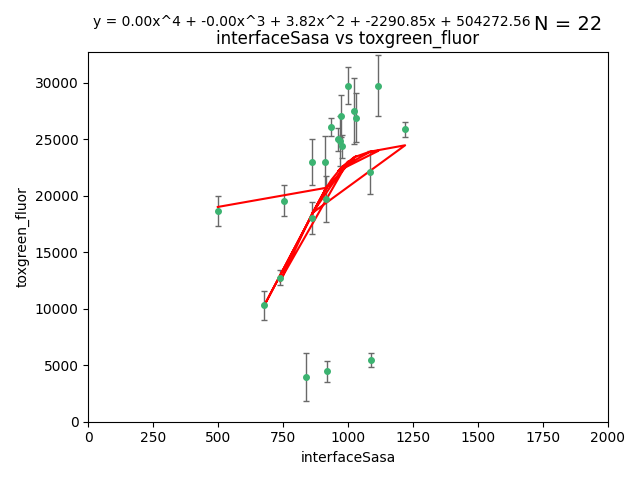 y = 0.00x^4 + -0.00x^3 + 3.82x^2 + -2290.85x + 504272.56 N = 22
interfaceSasa vs toxgreen_fluor
30000
25000
20000
15000
10000
5000
0
toxgreen_fluor
0 250 500 750 1000 1250 1500 1750 2000
interfaceSasa